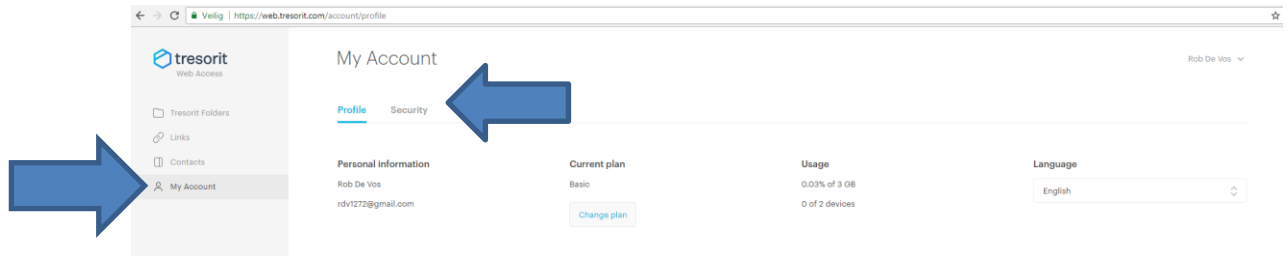 Veilig | https://web.tresorit.com/account/profile
tresorit
Web Access
Tresorit Folders
Links
Contacts
My Account
My Account
Rob De Vos
Profile Security
Personal information
Rob De Vos
rdv1272@gmail.com
Current plan
Basic
Change plan
Usage
0.03% of 3 GB
0 of 2 devices
Language
English